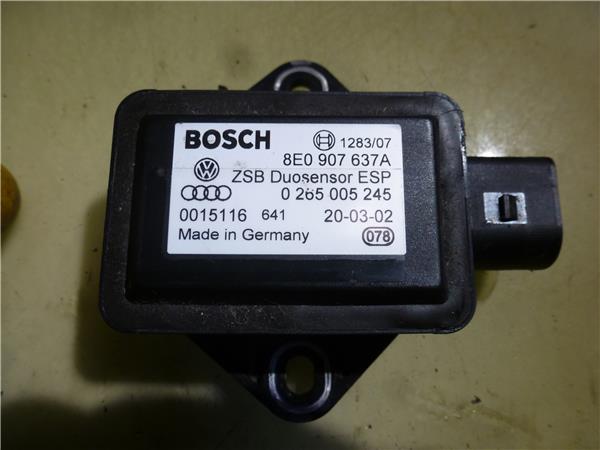 BOSCH 1283/07
8E0 907 637A
ZSB Duosensor ESP
0 265 005 245
0015116 641 20-03-02
Made in Germany 078